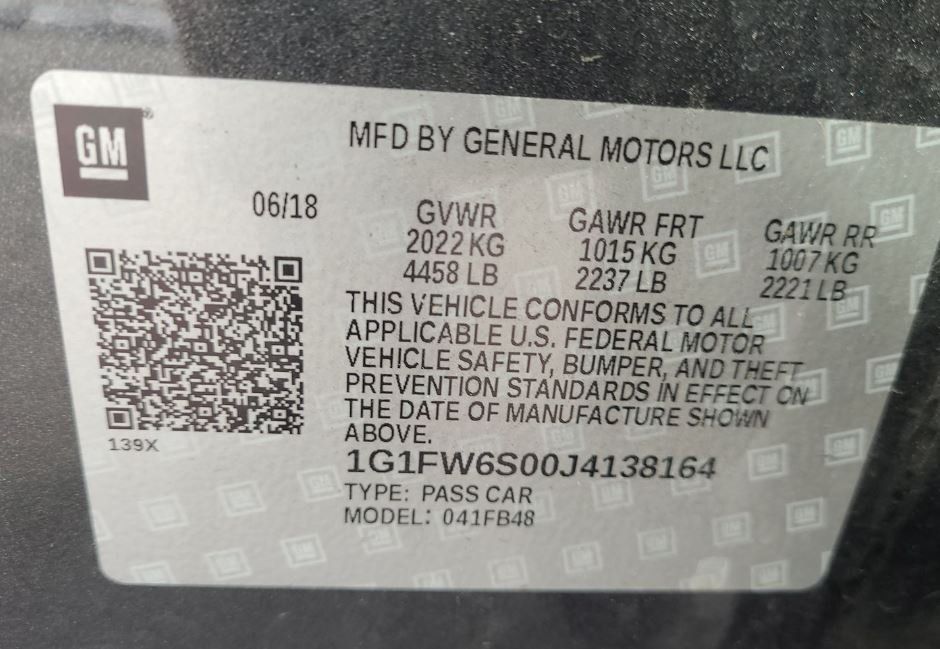 GM
MFD BY GENERAL MOTORS LLC
06/18
GVWR
2022 KG
4458 LB
GAWR FRT
1015 KG
2237 LB
GAWR RR
1007 KG
2221 LB
THIS VEHICLE CONFORMS TO ALL
APPLICABLE U.S. FEDERAL MOTOR
VEHICLE SAFETY, BUMPER, AND THEFT
PREVENTION STANDARDS IN EFFECT ON
THE DATE OF MANUFACTURE SHOWN
ABOVE.
139X
1G1FW6S00J4138164
TYPE: PASS CAR
MODEL: 041FB48